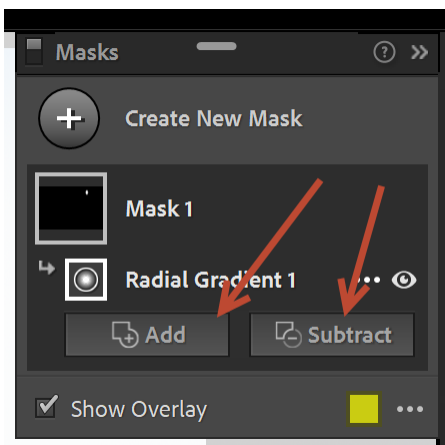 Masks
Create New Mask
Mask 1
Radial Gradient 1
Add Subtract
Show Overlay